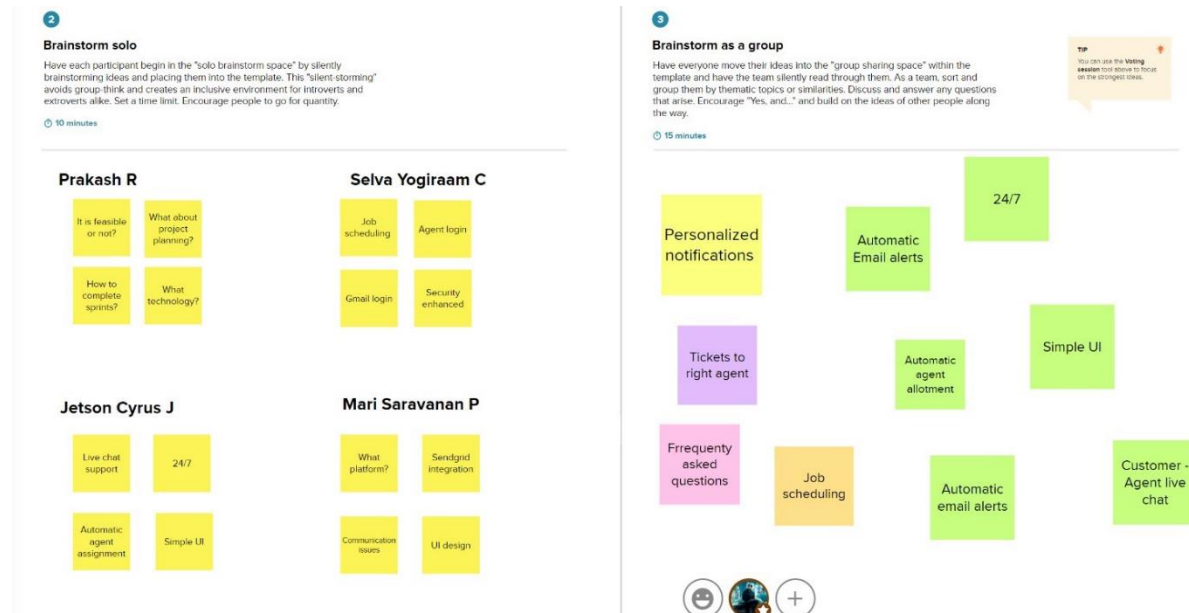 2
Brainstorm solo
Have each participant begin in the "solo brainstorm space" by silently
brainstorming ideas and placing them into the template. This "silent-storming"
avoids group-think and creates an inclusive environment for introverts and
extroverts alike. Set a time limit. Encourage people to go for quantity.
10 minutes
Prakash R
It is feasible
or not?
What about
project
planning?
How to
complete
sprints?
What
technology?
Selva Yogiraam C
Job
scheduling
Agent login
Gmail login
Security
enhanced
Jetson Cyrus J
Live chat
support
24/7
Automatic
agent
assignment
Simple UI
Mari Saravanan P
What
platform?
Sendgrid
integration
Communication
issues
UI design
3
Brainstorm as a group
Have everyone move their ideas into the "group sharing space" within the
template and have the team silently read through them. As a team, sort and
group them by thematic topics or similarities. Discuss and answer any questions
that arise. Encourage "Yes, and..." and build on the ideas of other people along
the way.
15 minutes
TIP
You can use the Voting
session tool above to focus
on the strongest ideas.
Personalized
notifications
Automatic
Email alerts
24/7
Tickets to
right agent
Automatic
agent
allotment
Simple UI
Frrequenty
asked
questions
Job
scheduling
Automatic
email alerts
Customer -
Agent live
chat